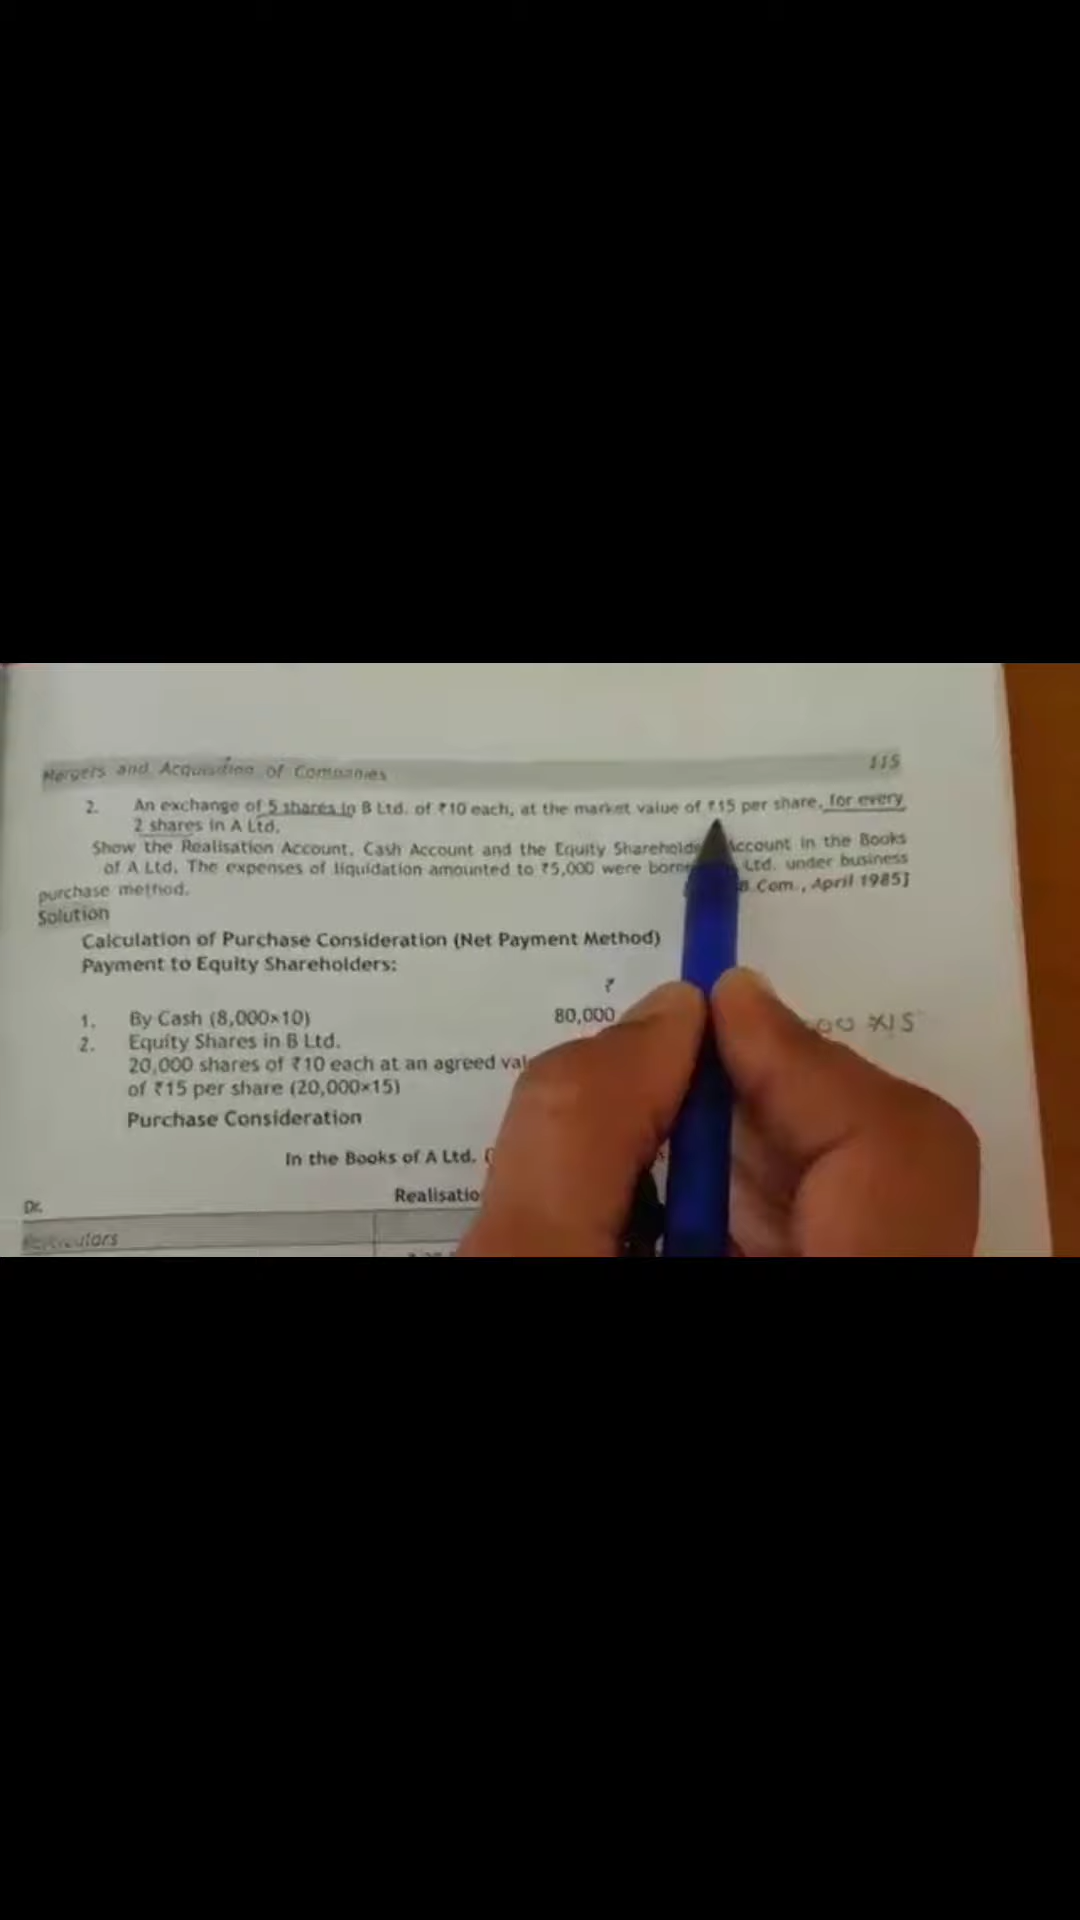 Mergers and Acquisition of Companies 115
2. An exchange of 5 shares in B Ltd. of ₹10 each, at the market value of ₹15 per share, for every
2 shares in A Ltd.
Show the Realisation Account, Cash Account and the Equity Account in the Books
of A Ltd. The expenses of liquidation amounted to ₹5,000 were Ltd. under business
purchase method. B.Com., April 1985]
Solution
Calculation of Purchase Consideration (Net Payment Method)
Payment to Equity Shareholders:
₹
1. By Cash (8,000×10) 80,000
2. Equity Shares in B Ltd.
20,000 shares of ₹10 each at an agreed
of ₹15 per share (20,000×15)
Purchase Consideration
In the Books of A Ltd.
Dr.
Particulars